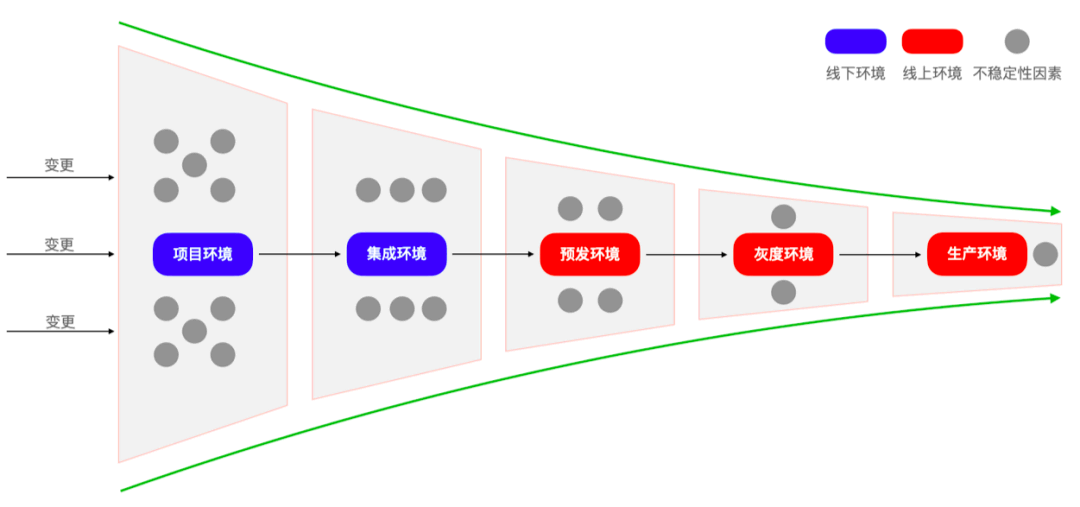 线下环境 线上环境 不稳定性因素
变更
变更
变更
项目环境
集成环境
预发环境
灰度环境
生产环境